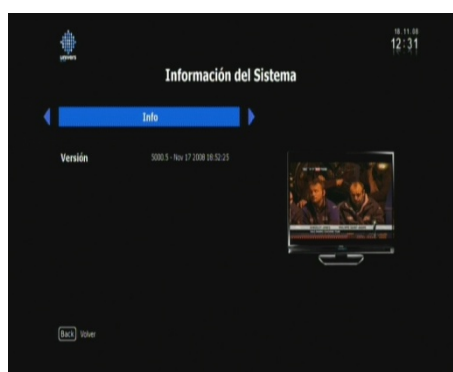 18.11.08
12:31
Información del Sistema
Info
Versión 5000.5 - Nov 17 2008 18:52:23
Back Volver